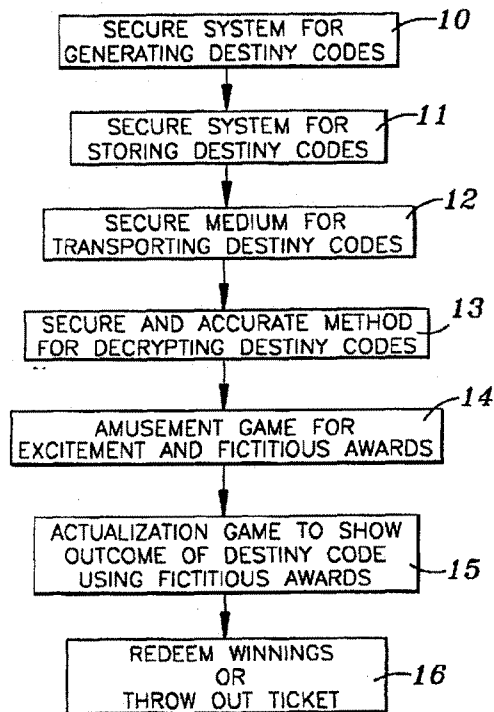 10
SECURE SYSTEM FOR
GENERATING DESTINY CODES
11
SECURE SYSTEM FOR
STORING DESTINY CODES
12
SECURE MEDIUM FOR
TRANSPORTING DESTINY CODES
13
SECURE AND ACCURATE METHOD
FOR DECRYPTING DESTINY CODES
14
AMUSEMENT GAME FOR
EXCITEMENT AND FICTITIOUS AWARDS
ACTUALIZATION GAME TO SHOW
OUTCOME OF DESTINY CODE
USING FICTITIOUS AWARDS
15
REDEEM WINNINGS
OR
THROW OUT TICKET
16